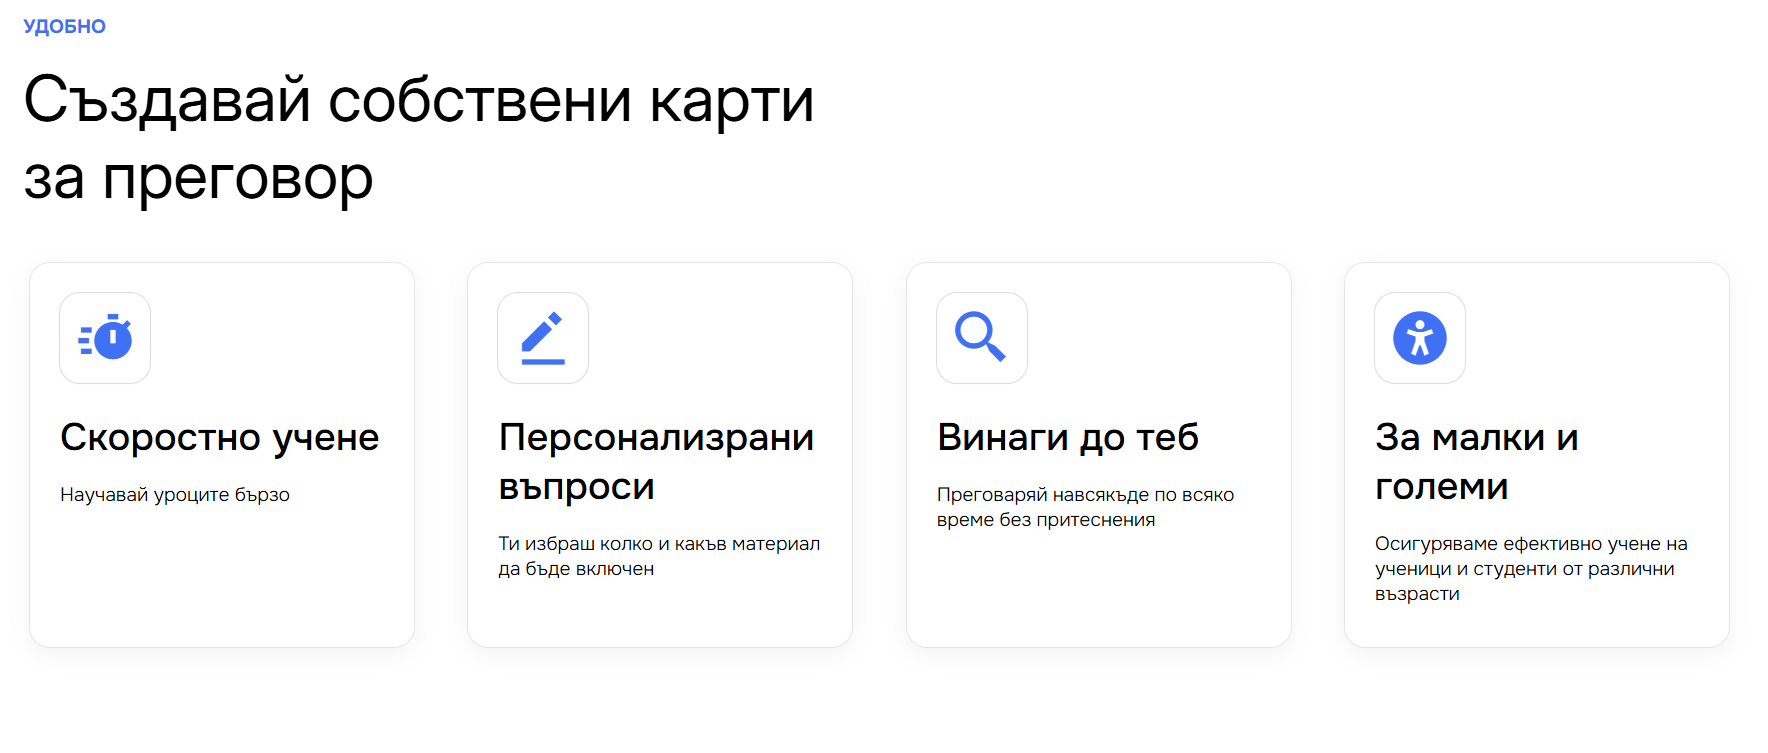 УДОБНО
Създавай собствени карти
за преговор
Скоростно учене
Научавай уроците бързо
Персонализрани
въпроси
Ти избраш колко и какъв материал
да бъде включен
Винаги до теб
Преговаряй навсякъде по всяко
време без притеснения
За малки и
големи
Осигуряваме ефективно учене на
ученици и студенти от различни
възрасти